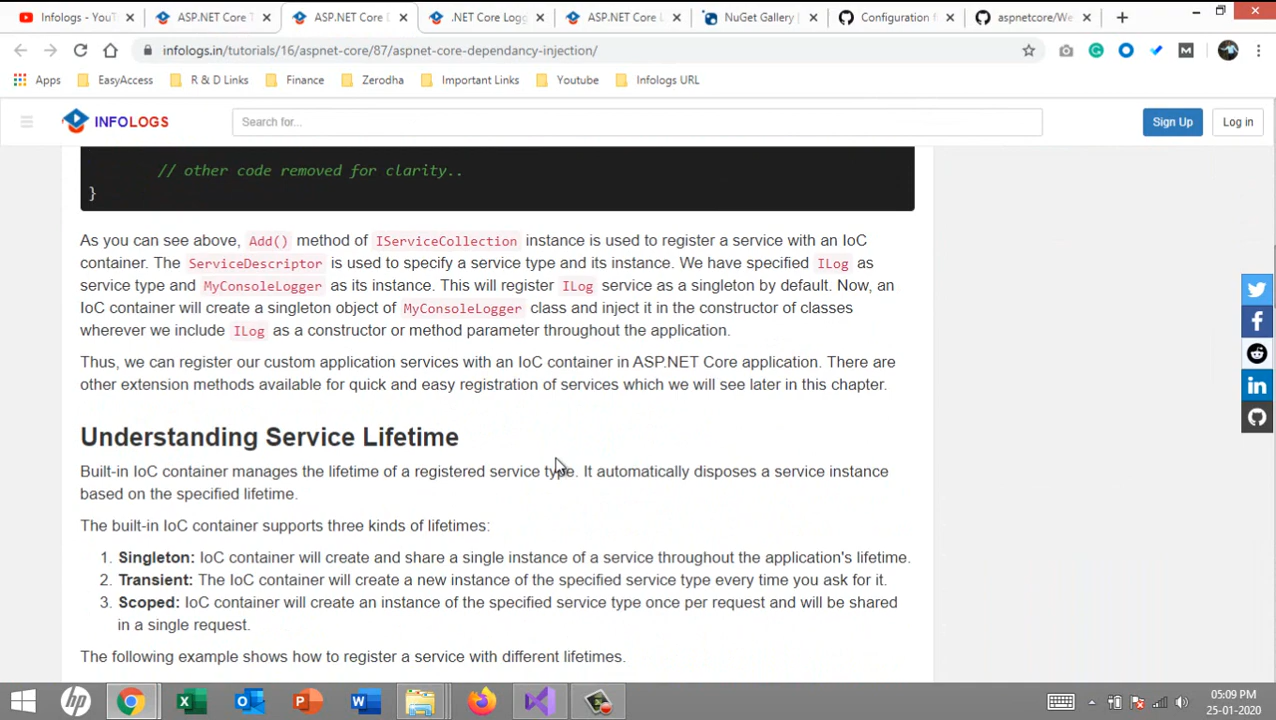 Infologs - YouT
ASP.NET Core T
ASP.NET Core D
.NET Core Logg
ASP.NET Core L
NuGet Gallery |
Configuration f
aspnetcore/We
infologs.in/tutorials/16/aspnet-core/87/aspnet-core-dependancy-injection/
Apps
EasyAccess
R & D Links
Finance
Zerodha
Important Links
Youtube
Infologs URL
INFOLOGS
Search for...
Sign Up
Log in
// other code removed for clarity..
}
As you can see above, Add() method of IServiceCollection instance is used to register a service with an IoC
container. The ServiceDescriptor is used to specify a service type and its instance. We have specified ILog as
service type and MyConsoleLogger as its instance. This will register ILog service as a singleton by default. Now, an
IoC container will create a singleton object of MyConsoleLogger class and inject it in the constructor of classes
wherever we include ILog as a constructor or method parameter throughout the application.
Thus, we can register our custom application services with an IoC container in ASP.NET Core application. There are
other extension methods available for quick and easy registration of services which we will see later in this chapter.
Understanding Service Lifetime
Built-in IoC container manages the lifetime of a registered service type. It automatically disposes a service instance
based on the specified lifetime.
The built-in IoC container supports three kinds of lifetimes:
1. Singleton: IoC container will create and share a single instance of a service throughout the application's lifetime.
2. Transient: The IoC container will create a new instance of the specified service type every time you ask for it.
3. Scoped: IoC container will create an instance of the specified service type once per request and will be shared
in a single request.
The following example shows how to register a service with different lifetimes.
05:09 PM
25-01-2020